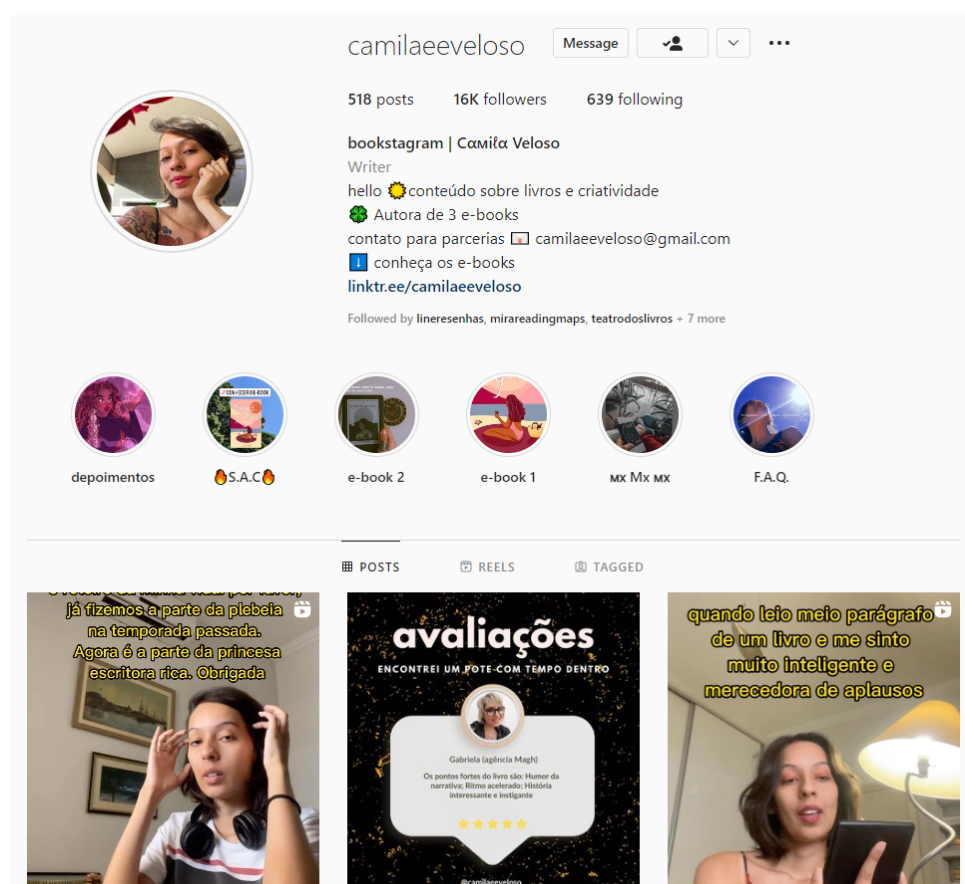 camilaeeveloso Message
518 posts 16K followers 639 following
bookstagram | Cαмiℓα Veloso
Writer
hello conteúdo sobre livros e criatividade
🍀 Autora de 3 e-books
contato para parcerias 💌 camilaeeveloso@gmail.com
⬇️ conheça os e-books
linktr.ee/camilaeeveloso
Followed by lineresenhas, mirareadingmaps, teatrodoslivros + 7 more
depoimentos 🔥S.A.C🔥 e-book 2 e-book 1 мx Mx мx F.A.Q.
POSTS REELS TAGGED
já fizemos a parte da plebeia
na temporada passada.
Agora é a parte da princesa
escritora rica. Obrigada
avaliações
ENCONTREI UM POTE COM TEMPO DENTRO
Gabriela (agência Magh)
Os pontos fortes do livro são: Humor da
narrativa; Ritmo acelerado; História
interessante e instigante
@camilaeeveloso
quando leio meio parágrafo
de um livro e me sinto
muito inteligente e
merecedora de aplausos